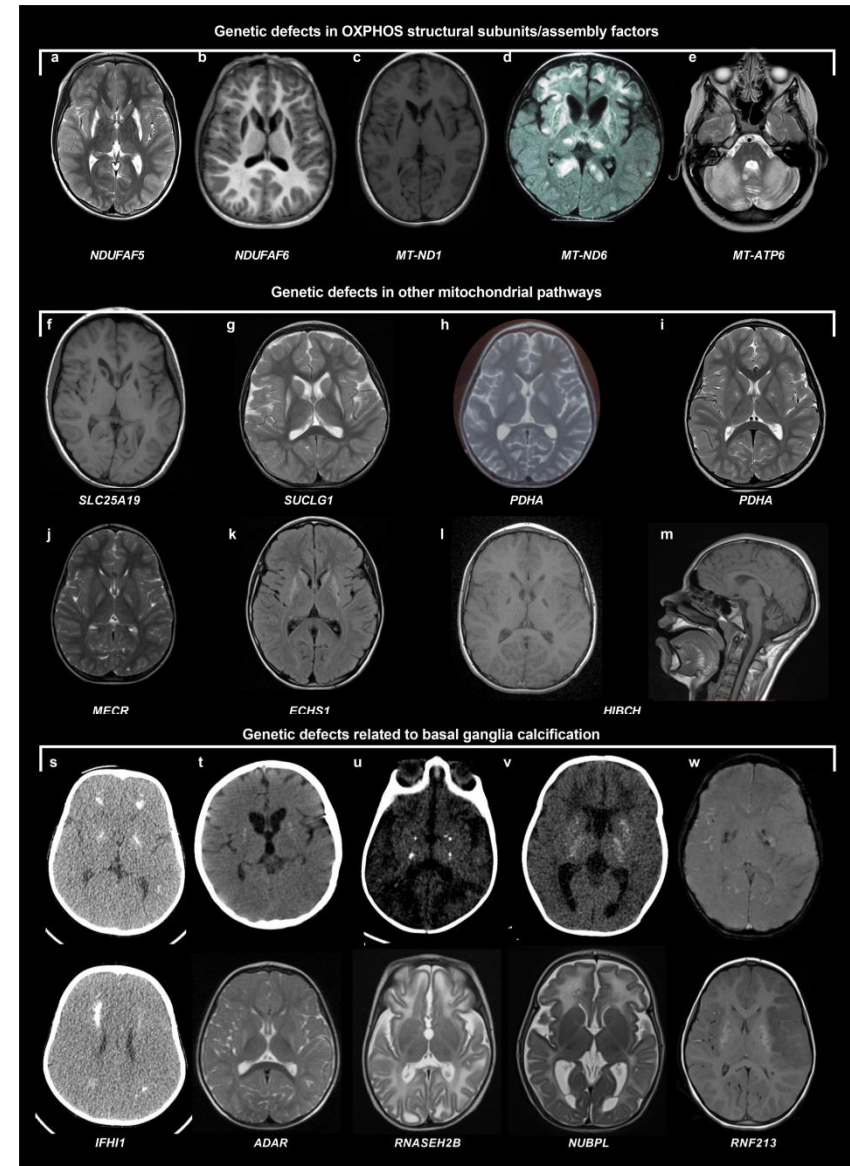 Genetic defects in OXPHOS structural subunits/assembly factors
a b c d e
NDUFAF5 NDUFAF6 MT-ND1 MT-ND6 MT-ATP6
Genetic defects in other mitochondrial pathways
f g h i
SLC25A19 SUCLG1 PDHA PDHA
j k l m
MECR ECHS1 HIBCH
Genetic defects related to basal ganglia calcification
s t u v w
IFHI1 ADAR RNASEH2B NUBPL RNF213